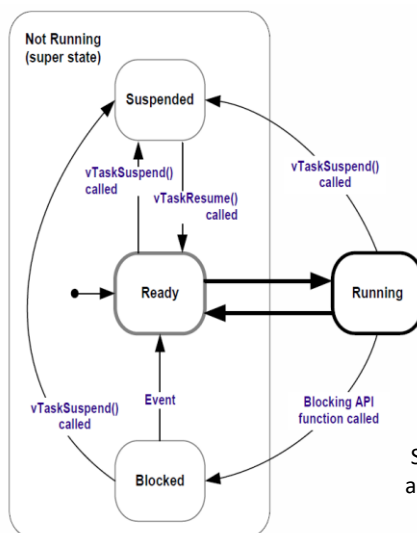 Not Running
(super state)
Suspended
vTaskSuspend()
called
vTaskResume()
called
vTaskSuspend()
called
Ready
Running
Event
vTaskSuspend()
called
Blocking API
function called
Blocked